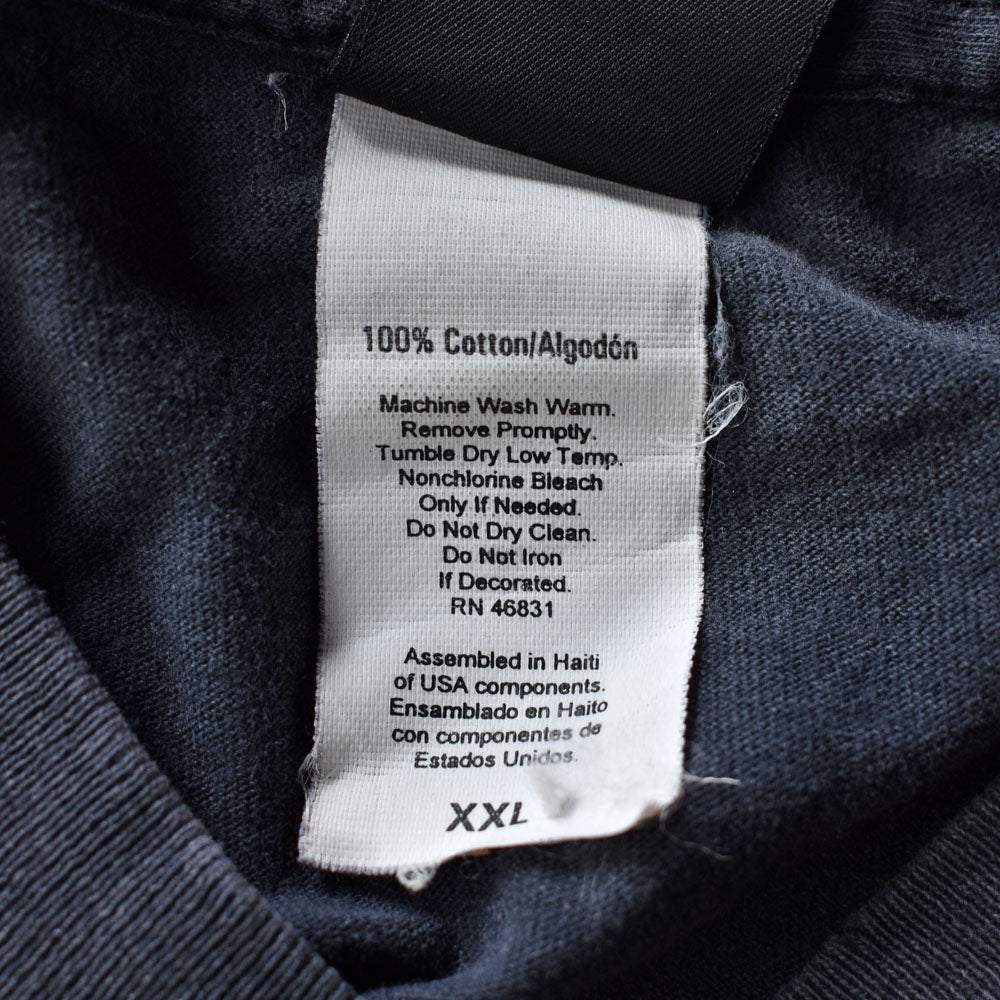 100% Cotton/Algodón
Machine Wash Warm.
Remove Promptly.
Tumble Dry Low Temp.
Nonchlorine Bleach
Only If Needed.
Do Not Dry Clean.
Do Not Iron
If Decorated.
RN 46831
Assembled in Haiti
of USA components.
Ensamblado en Haito
con componentes de
Estados Unidos.
XXL